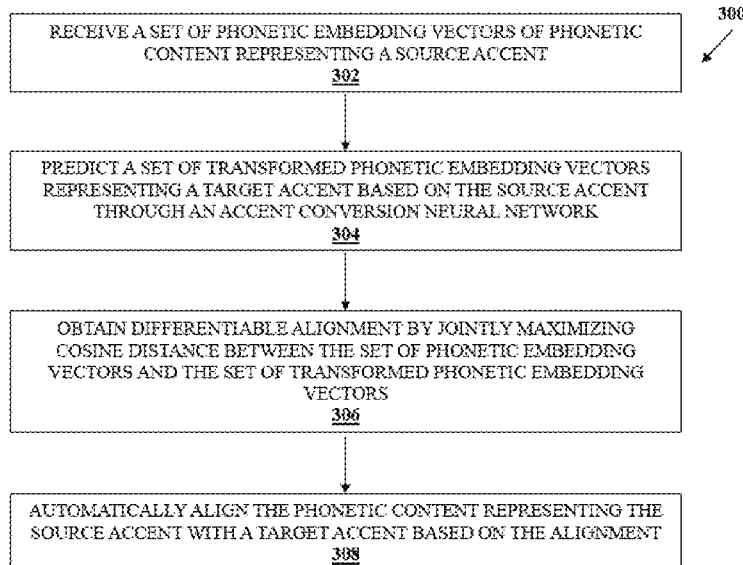 300
RECEIVE A SET OF PHONETIC EMBEDDING VECTORS OF PHONETIC
CONTENT REPRESENTING A SOURCE ACCENT
302
PREDICT A SET OF TRANSFORMED PHONETIC EMBEDDING VECTORS
REPRESENTING A TARGET ACCENT BASED ON THE SOURCE ACCENT
THROUGH AN ACCENT CONVERSION NEURAL NETWORK
304
OBTAIN DIFFERENTIABLE ALIGNMENT BY JOINTLY MAXIMIZING
COSINE DISTANCE BETWEEN THE SET OF PHONETIC EMBEDDING
VECTORS AND THE SET OF TRANSFORMED PHONETIC EMBEDDING
VECTORS
306
AUTOMATICALLY ALIGN THE PHONETIC CONTENT REPRESENTING THE
SOURCE ACCENT WITH A TARGET ACCENT BASED ON THE ALIGNMENT
308